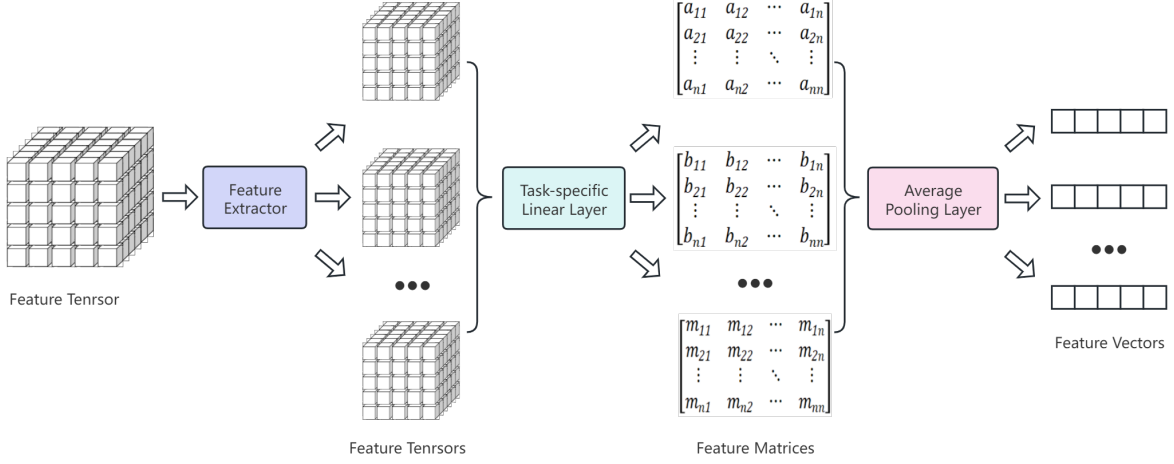 a11 a12 ⋯ a1n
a21 a22 ⋯ a2n
⋮ ⋮ ⋱ ⋮
an1 an2 ⋯ ann
b11 b12 ⋯ b1n
b21 b22 ⋯ b2n
⋮ ⋮ ⋱ ⋮
bn1 bn2 ⋯ bnn
m11 m12 ⋯ m1n
m21 m22 ⋯ m2n
⋮ ⋮ ⋱ ⋮
mn1 mn2 ⋯ mnn
Feature
Extractor
Task-specific
Linear Layer
Average
Pooling Layer
Feature Tenrsor
Feature Tenrsors
Feature Matrices
Feature Vectors